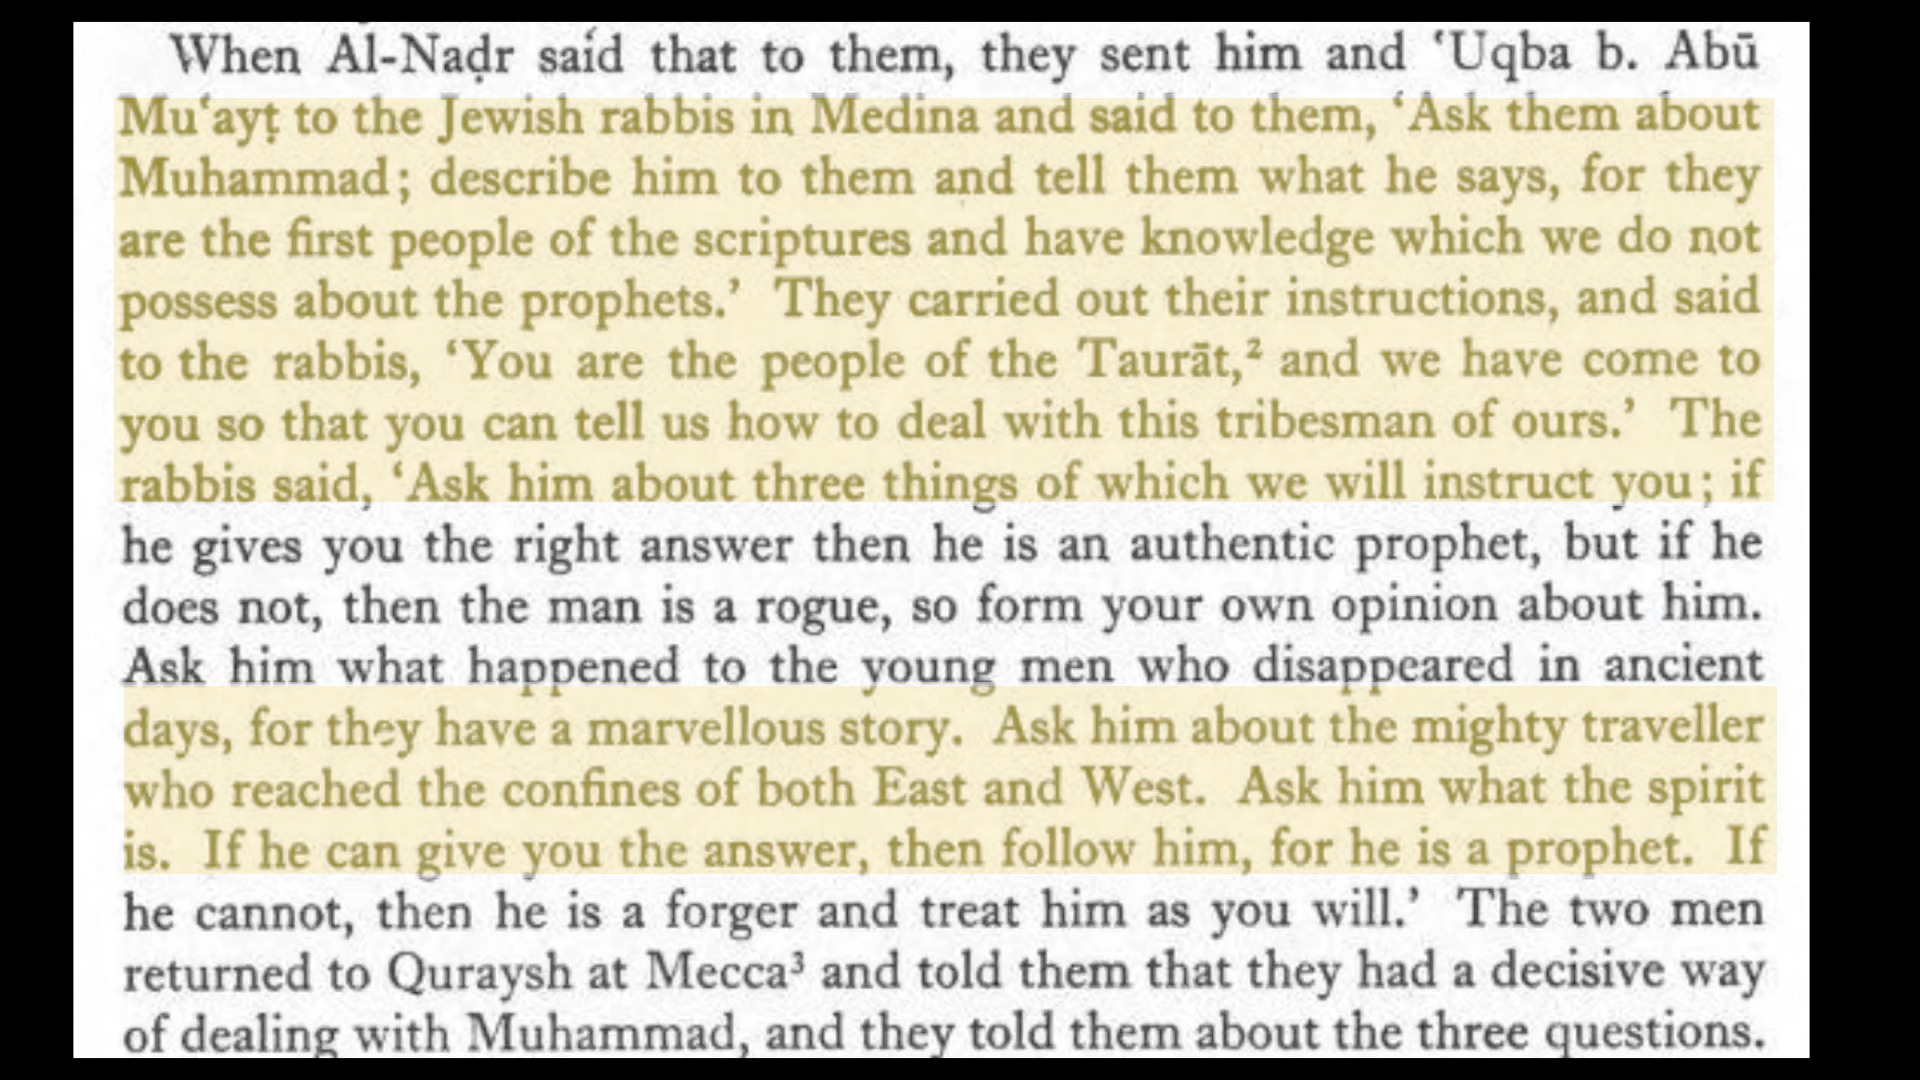 When Al-Naḍr said that to them, they sent him and ‘Uqba b. Abū
Mu‘ayṭ to the Jewish rabbis in Medina and said to them, ‘Ask them about
Muhammad; describe him to them and tell them what he says, for they
are the first people of the scriptures and have knowledge which we do not
possess about the prophets.’ They carried out their instructions, and said
to the rabbis, ‘You are the people of the Taurāt,² and we have come to
you so that you can tell us how to deal with this tribesman of ours.’ The
rabbis said, ‘Ask him about three things of which we will instruct you; if
he gives you the right answer then he is an authentic prophet, but if he
does not, then the man is a rogue, so form your own opinion about him.
Ask him what happened to the young men who disappeared in ancient
days, for they have a marvellous story. Ask him about the mighty traveller
who reached the confines of both East and West. Ask him what the spirit
is. If he can give you the answer, then follow him, for he is a prophet. If
he cannot, then he is a forger and treat him as you will.’ The two men
returned to Quraysh at Mecca³ and told them that they had a decisive way
of dealing with Muhammad, and they told them about the three questions.